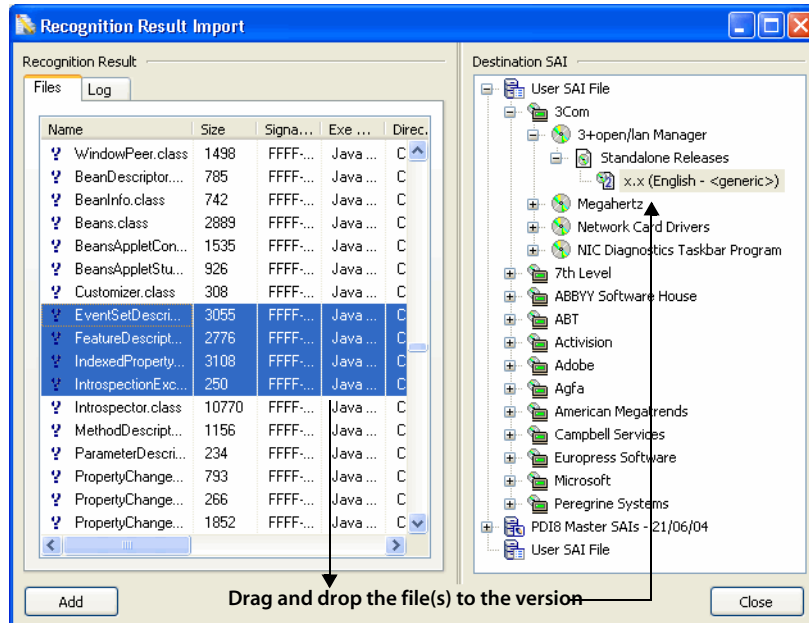 Recognition Result Import
Recognition Result
Files
Log
Name Size Signa... Exe ... Direc.
WindowPeer.class 1498 FFFF-... Java ... C
BeanDescriptor.... 785 FFFF-... Java ... C
BeanInfo.class 742 FFFF-... Java ... C
Beans.class 2889 FFFF-... Java ... C
BeansAppletCon... 1535 FFFF-... Java ... C
BeansAppletStu... 926 FFFF-... Java ... C
Customizer.class 308 FFFF-... Java ... C
EventSetDescri... 3055 FFFF-... Java ... C
FeatureDescript... 2776 FFFF-... Java ... C
IndexedProperty... 3108 FFFF-... Java ... C
IntrospectionExc... 250 FFFF-... Java ... C
Introspector.class 10770 FFFF-... Java ... C
MethodDescript... 1156 FFFF-... Java ... C
ParameterDescri... 234 FFFF-... Java ... C
PropertyChange... 793 FFFF-... Java ... C
PropertyChange... 266 FFFF-... Java ... C
PropertyChange... 1852 FFFF-... Java ... C
Destination SAI
User SAI File
3Com
3+open/lan Manager
Standalone Releases
x.x (English - <generic>)
Megahertz
Network Card Drivers
NIC Diagnostics Taskbar Program
7th Level
ABBYY Software House
ABT
Activision
Adobe
Agfa
American Megatrends
Campbell Services
Europress Software
Microsoft
Peregrine Systems
PDI8 Master SAIs - 21/06/04
User SAI File
Add
Drag and drop the file(s) to the version
Close